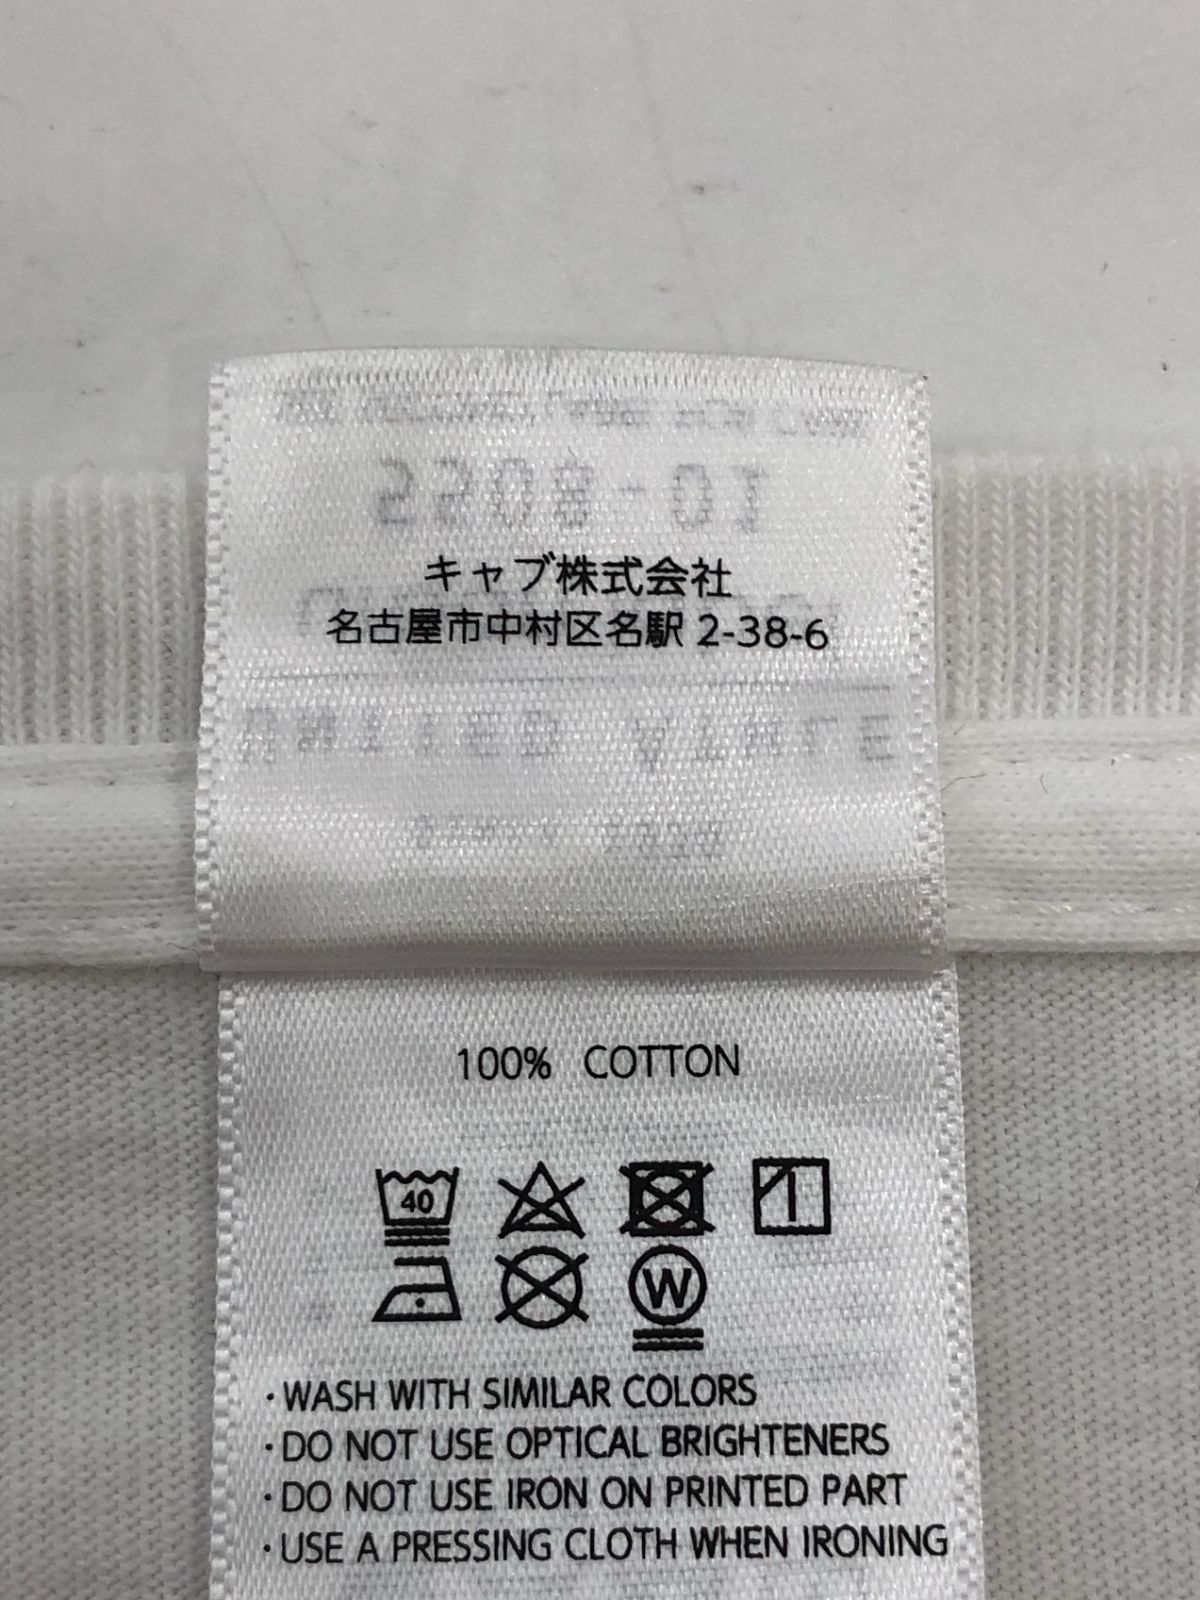 キャブ株式会社
名古屋市中村区名駅 2-38-6
100% COTTON
40
W
・WASH WITH SIMILAR COLORS
・DO NOT USE OPTICAL BRIGHTENERS
・DO NOT USE IRON ON PRINTED PART
・USE A PRESSING CLOTH WHEN IRONING